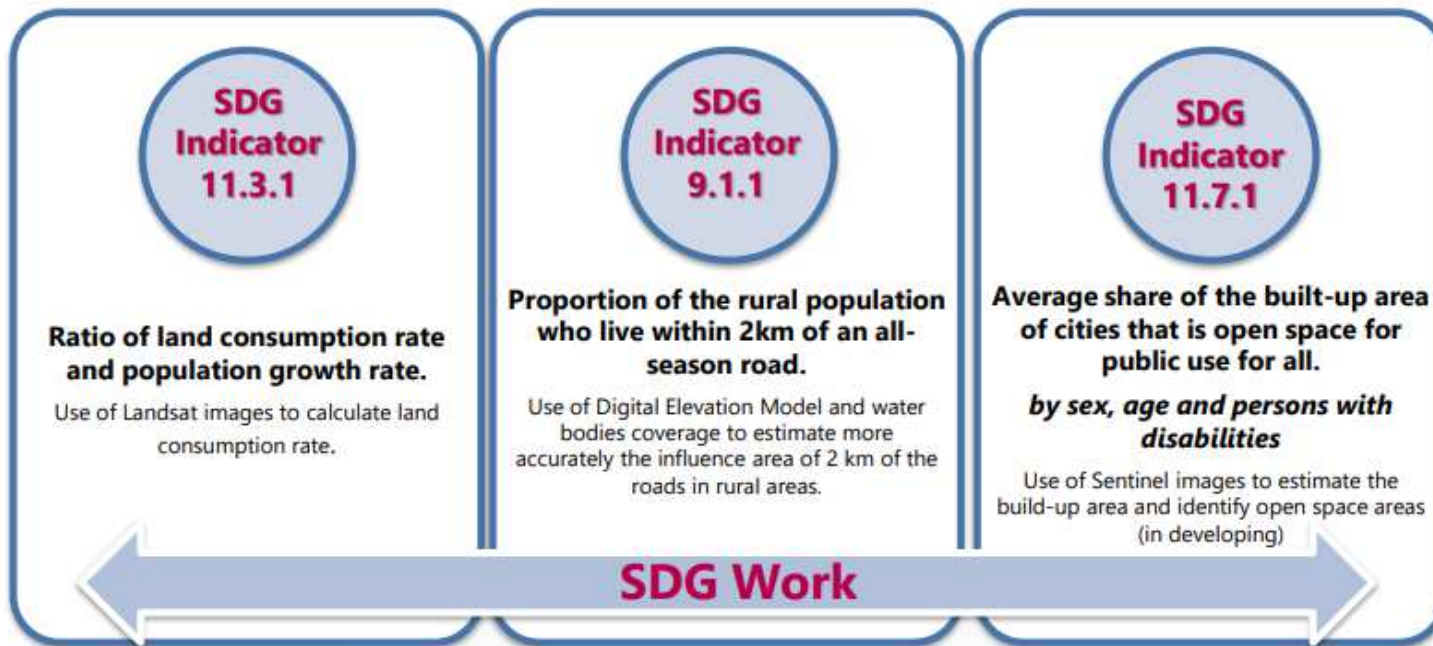 SDG
Indicator
11.3.1
Ratio of land consumption rate
and population growth rate.
Use of Landsat images to calculate land
consumption rate.
SDG
Indicator
9.1.1
Proportion of the rural population
who live within 2km of an all-
season road.
Use of Digital Elevation Model and water
bodies coverage to estimate more
accurately the influence area of 2 km of the
roads in rural areas.
SDG
Indicator
11.7.1
Average share of the built-up area
of cities that is open space for
public use for all.
by sex, age and persons with
disabilities
Use of Sentinel images to estimate the
build-up area and identify open space areas
(in developing)
SDG Work